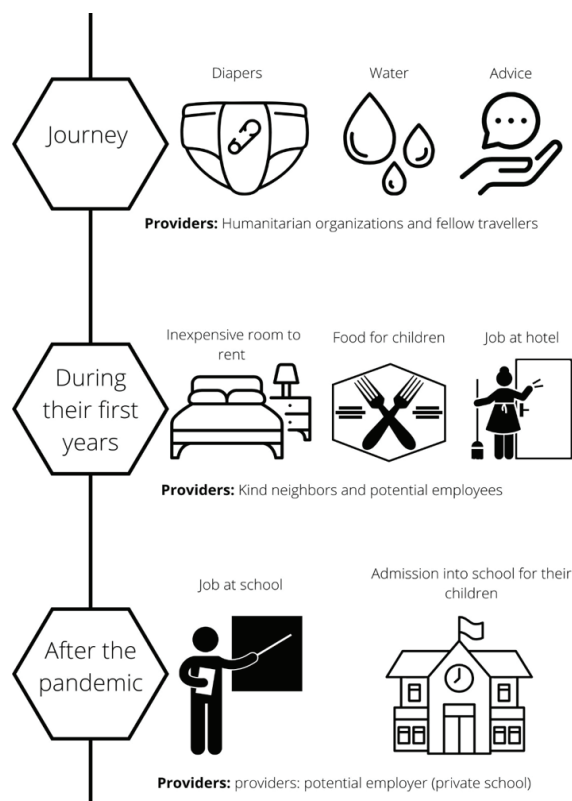 Diapers
Water
Advice
Journey
Providers: Humanitarian organizations and fellow travellers
Inexpensive room to
rent
Food for children
Job at hotel
During
their first
years
Providers: Kind neighbors and potential employees
Job at school
Admission into school for their
children
After the
pandemic
Providers: providers: potential employer (private school)